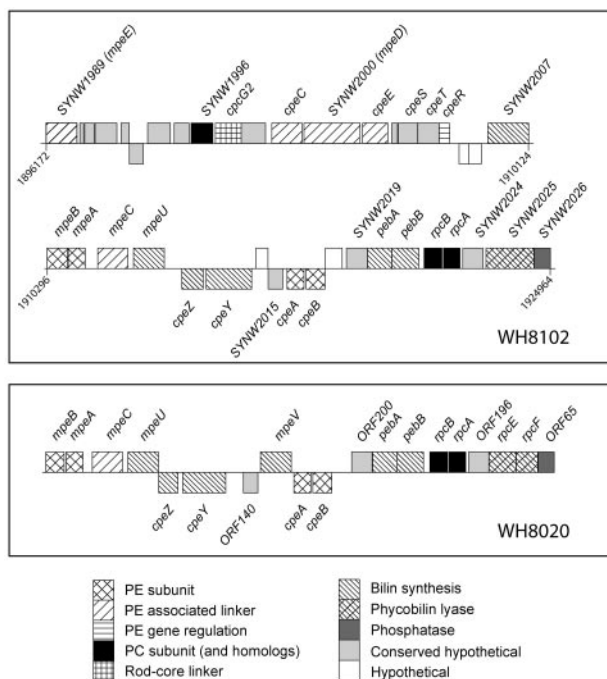 SYNW1989 (mpeE)
SYNW1996
cpcG2
cpeC
SYNW2000 (mpeD)
cpeE
cpeS
cpeT
cpeR
SYNW2007
1896172
1910124
mpeB
mpeA
mpeC
mpeU
SYNW2019
pebA
pebB
rpcB
rpcA
SYNW2024
SYNW2025
SYNW2026
1910296
1924964
cpeZ
cpeY
SYNW2015
cpeA
cpeB
WH8102
mpeB
mpeA
mpeC
mpeU
mpeV
ORF200
pebA
pebB
rpcB
rpcA
ORF196
rpcE
rpcF
ORF65
cpeZ
cpeY
ORF140
cpeA
cpeB
WH8020
PE subunit
PE associated linker
PE gene regulation
PC subunit (and homologs)
Rod-core linker
Bilin synthesis
Phycobilin lyase
Phosphatase
Conserved hypothetical
Hypothetical